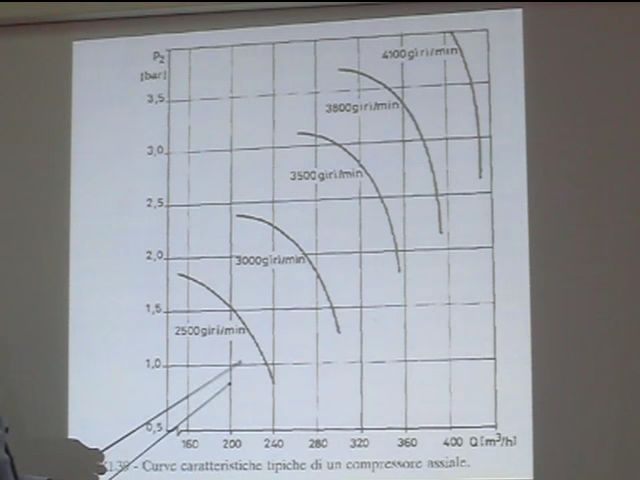 P2
[bar]
4100giri/min
3,5
3800giri/min
3,0
3500giri/min
2,5
2,0
3000giri/min
1,5
2500giri/min
1,0
0,5
160 200 240 280 320 360 400 Q[m³/h]
- Curve caratteristiche tipiche di un compressore assiale.